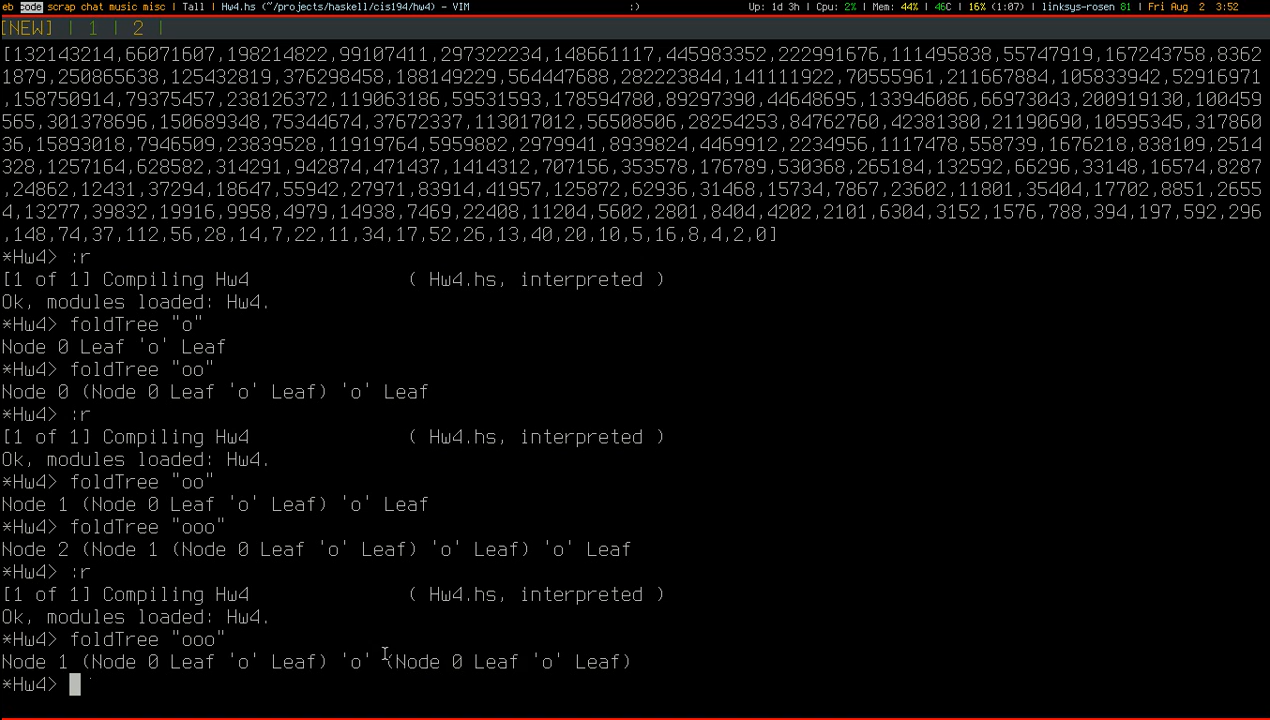 eb code scrap chat music misc | Tall | Hw4.hs (~/projects/haskell/cis194/hw4) - VIM :) Up: 1d 3h | Cpu: 2% | Mem: 44% | 46C | 16% (1:07) | linksys-rosen 81 | Fri Aug 2 3:52
[NEW] | 1 | 2 |
[132143214,66071607,198214822,99107411,297322234,148661117,445983352,222991676,111495838,55747919,167243758,8362
1879,250865638,125432819,376298458,188149229,564447688,282223844,141111922,70555961,211667884,105833942,52916971
,158750914,79375457,238126372,119063186,59531593,178594780,89297390,44648695,133946086,66973043,200919130,100459
565,301378696,150689348,75344674,37672337,113017012,56508506,28254253,84762760,42381380,21190690,10595345,317860
36,15893018,7946509,23839528,11919764,5959882,2979941,8939824,4469912,2234956,1117478,558739,1676218,838109,2514
328,1257164,628582,314291,942874,471437,1414312,707156,353578,176789,530368,265184,132592,66296,33148,16574,8287
,24862,12431,37294,18647,55942,27971,83914,41957,125872,62936,31468,15734,7867,23602,11801,35404,17702,8851,2655
4,13277,39832,19916,9958,4979,14938,7469,22408,11204,5602,2801,8404,4202,2101,6304,3152,1576,788,394,197,592,296
,148,74,37,112,56,28,14,7,22,11,34,17,52,26,13,40,20,10,5,16,8,4,2,0]
*Hw4> :r
[1 of 1] Compiling Hw4 ( Hw4.hs, interpreted )
Ok, modules loaded: Hw4.
*Hw4> foldTree "o"
Node 0 Leaf 'o' Leaf
*Hw4> foldTree "oo"
Node 0 (Node 0 Leaf 'o' Leaf) 'o' Leaf
*Hw4> :r
[1 of 1] Compiling Hw4 ( Hw4.hs, interpreted )
Ok, modules loaded: Hw4.
*Hw4> foldTree "oo"
Node 1 (Node 0 Leaf 'o' Leaf) 'o' Leaf
*Hw4> foldTree "ooo"
Node 2 (Node 1 (Node 0 Leaf 'o' Leaf) 'o' Leaf) 'o' Leaf
*Hw4> :r
[1 of 1] Compiling Hw4 ( Hw4.hs, interpreted )
Ok, modules loaded: Hw4.
*Hw4> foldTree "ooo"
Node 1 (Node 0 Leaf 'o' Leaf) 'o' (Node 0 Leaf 'o' Leaf)
*Hw4>